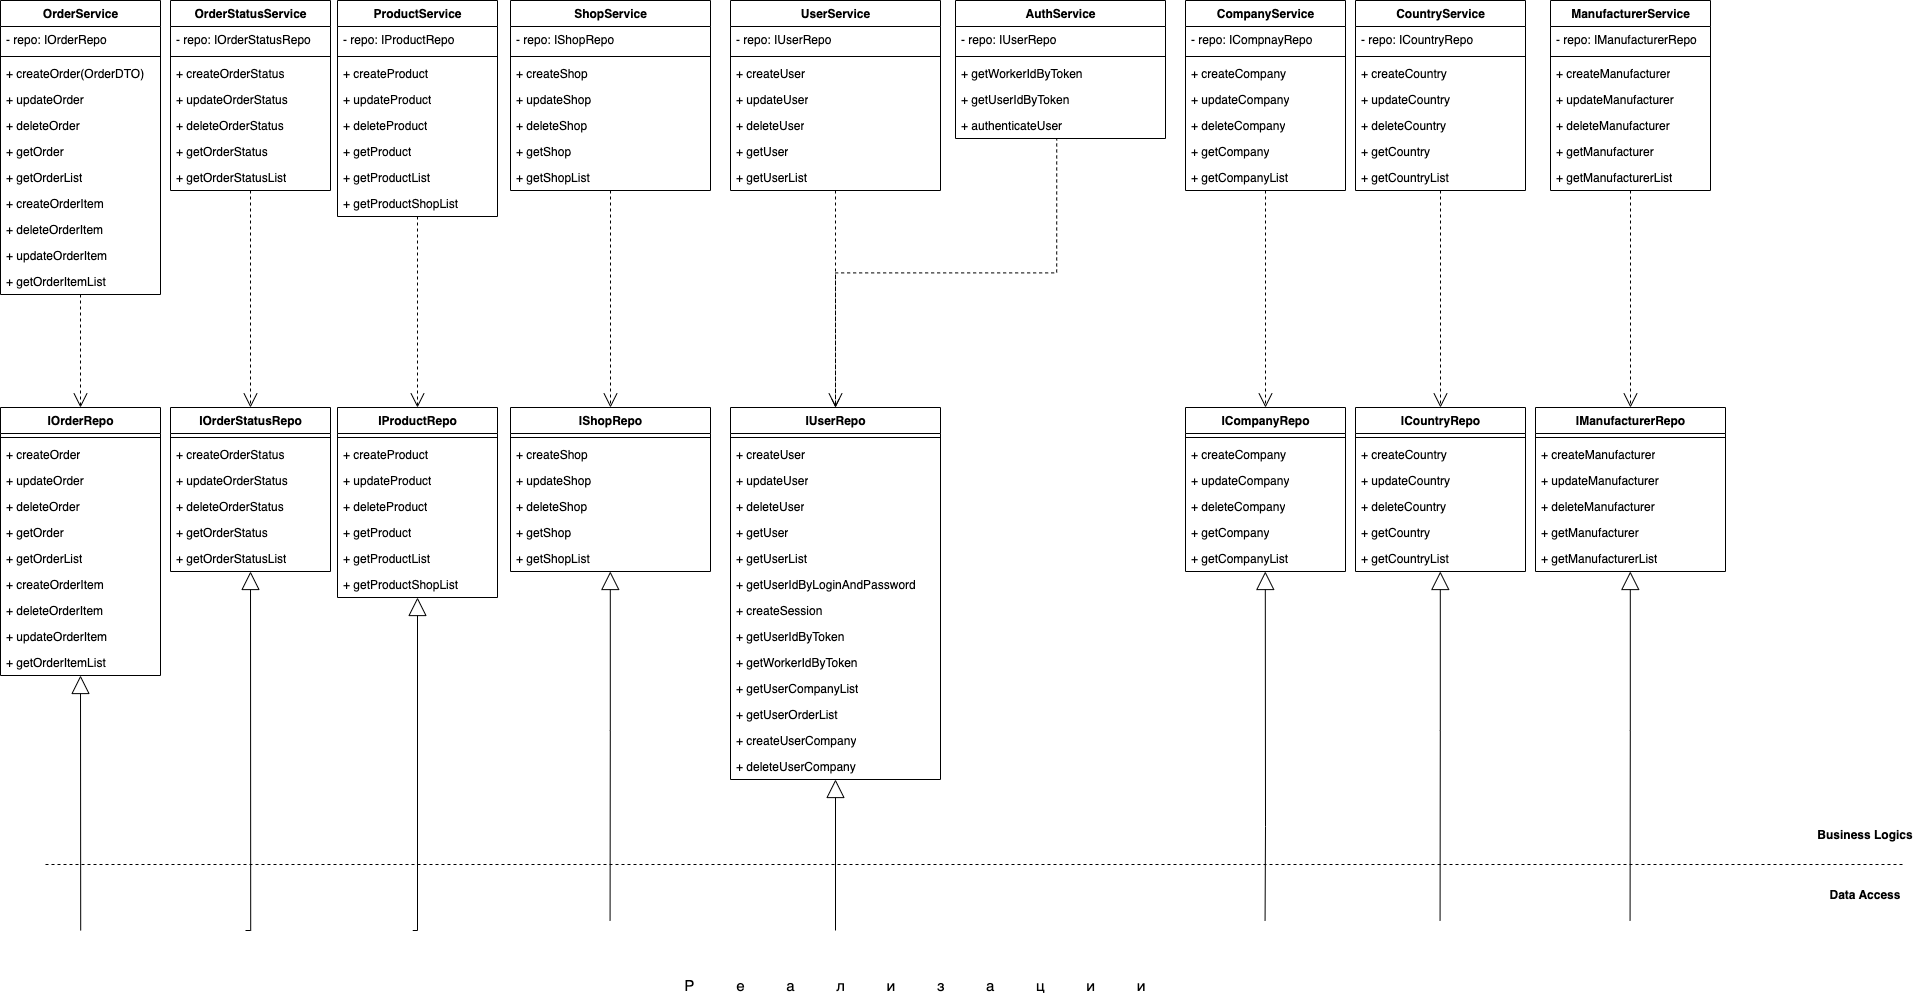 OrderService
- repo: IOrderRepo
+ createOrder(OrderDTO)
+ updateOrder
+ deleteOrder
+ getOrder
+ getOrderList
+ createOrderItem
+ deleteOrderItem
+ updateOrderItem
+ getOrderItemList
OrderStatusService
- repo: IOrderStatusRepo
+ createOrderStatus
+ updateOrderStatus
+ deleteOrderStatus
+ getOrderStatus
+ getOrderStatusList
ProductService
- repo: IProductRepo
+ createProduct
+ updateProduct
+ deleteProduct
+ getProduct
+ getProductList
+ getProductShopList
ShopService
- repo: IShopRepo
+ createShop
+ updateShop
+ deleteShop
+ getShop
+ getShopList
UserService
- repo: IUserRepo
+ createUser
+ updateUser
+ deleteUser
+ getUser
+ getUserList
AuthService
- repo: IUserRepo
+ getWorkerIdByToken
+ getUserIdByToken
+ authenticateUser
CompanyService
- repo: ICompnayRepo
+ createCompany
+ updateCompany
+ deleteCompany
+ getCompany
+ getCompanyList
CountryService
- repo: ICountryRepo
+ createCountry
+ updateCountry
+ deleteCountry
+ getCountry
+ getCountryList
ManufacturerService
- repo: IManufacturerRepo
+ createManufacturer
+ updateManufacturer
+ deleteManufacturer
+ getManufacturer
+ getManufacturerList
IOrderRepo
+ createOrder
+ updateOrder
+ deleteOrder
+ getOrder
+ getOrderList
+ createOrderItem
+ deleteOrderItem
+ updateOrderItem
+ getOrderItemList
IOrderStatusRepo
+ createOrderStatus
+ updateOrderStatus
+ deleteOrderStatus
+ getOrderStatus
+ getOrderStatusList
IProductRepo
+ createProduct
+ updateProduct
+ deleteProduct
+ getProduct
+ getProductList
+ getProductShopList
IShopRepo
+ createShop
+ updateShop
+ deleteShop
+ getShop
+ getShopList
IUserRepo
+ createUser
+ updateUser
+ deleteUser
+ getUser
+ getUserList
+ getUserIdByLoginAndPassword
+ createSession
+ getUserIdByToken
+ getWorkerIdByToken
+ getUserCompanyList
+ getUserOrderList
+ createUserCompany
+ deleteUserCompany
ICompanyRepo
+ createCompany
+ updateCompany
+ deleteCompany
+ getCompany
+ getCompanyList
ICountryRepo
+ createCountry
+ updateCountry
+ deleteCountry
+ getCountry
+ getCountryList
IManufacturerRepo
+ createManufacturer
+ updateManufacturer
+ deleteManufacturer
+ getManufacturer
+ getManufacturerList
Business Logics
Data Access
Р е а л и з а ц и и